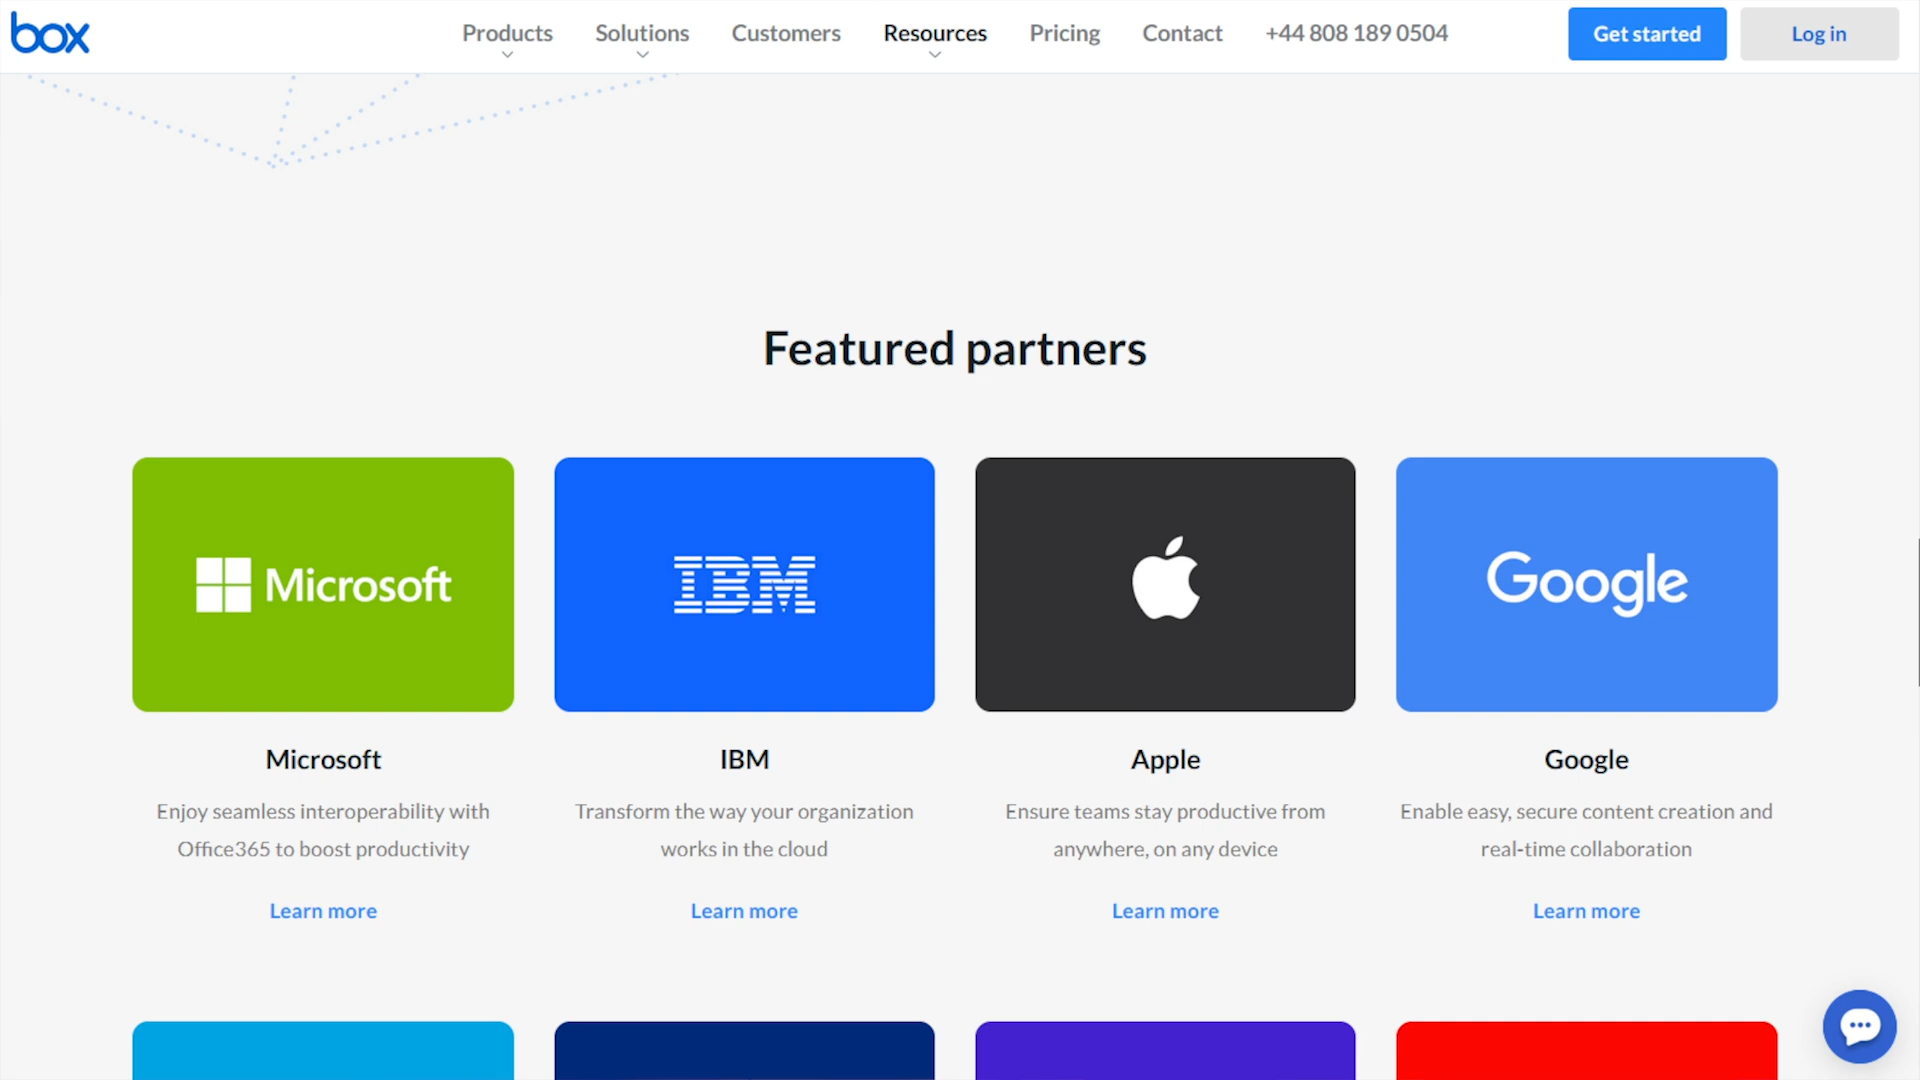 box
Products
Solutions
Customers
Resources
Pricing
Contact
+44 808 189 0504
Get started
Log in
Featured partners
Microsoft
IBM
Google
Microsoft
IBM
Apple
Google
Enjoy seamless interoperability with
Office365 to boost productivity
Transform the way your organization
works in the cloud
Ensure teams stay productive from
anywhere, on any device
Enable easy, secure content creation and
real-time collaboration
Learn more
Learn more
Learn more
Learn more